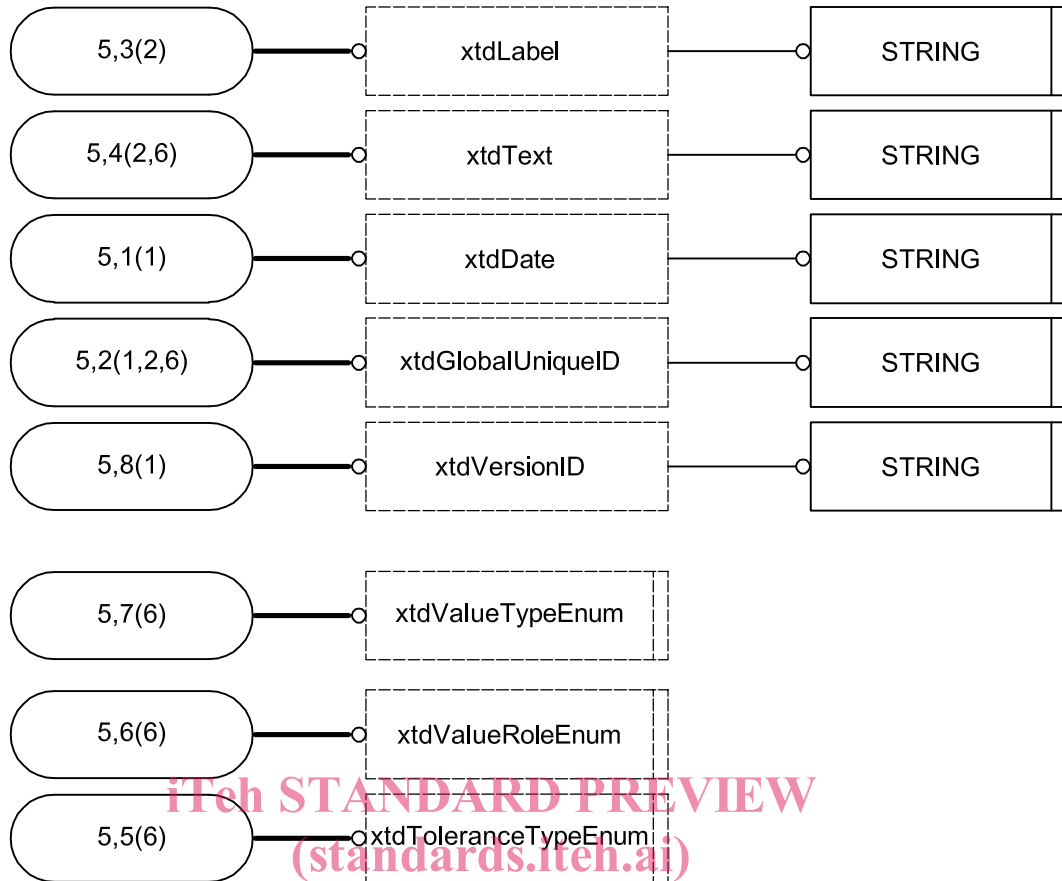 5,3(2) xtdLabel STRING
5,4(2,6) xtdText STRING
5,1(1) xtdDate STRING
5,2(1,2,6) xtdGlobalUniqueID STRING
5,8(1) xtdVersionID STRING
5,7(6) xtdValueTypeEnum
5,6(6) xtdValueRoleEnum
iTeh STANDARD PREVIEW
5,5(6) xtdToleranceTypeEnum
(standards.iteh.ai)